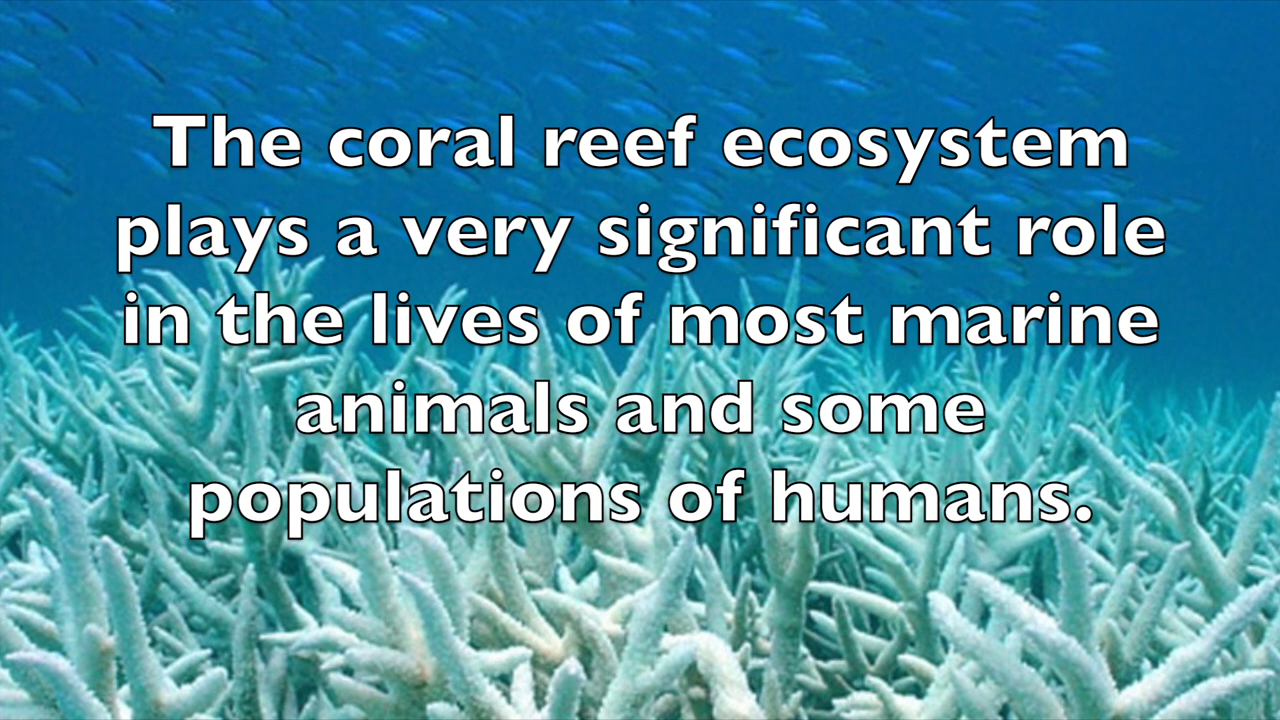 The coral reef ecosystem
plays a very significant role
in the lives of most marine
animals and some
populations of humans.